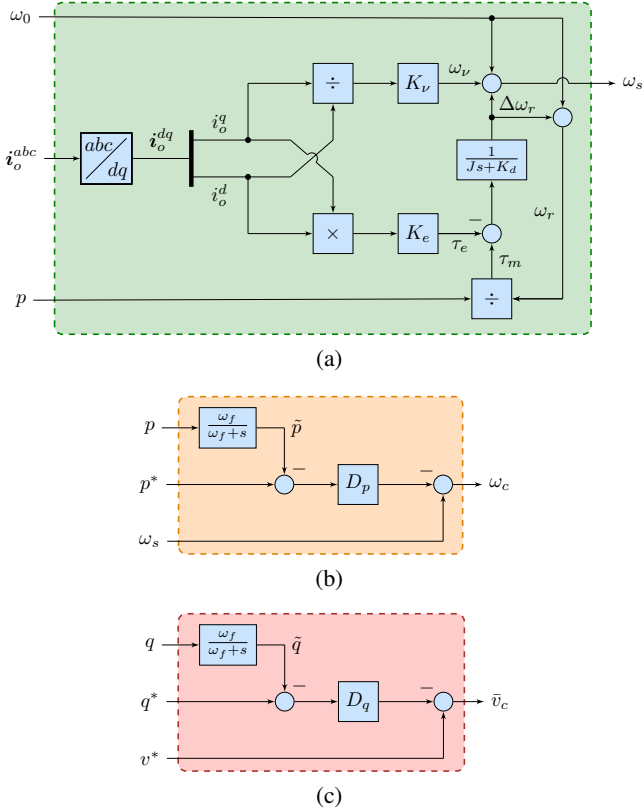 ω₀
ω_ν
ω_s
÷
K_ν
i_o^q
Δω_r
i_o^{abc}
abc/dq
i_o^{dq}
1/(Js+K_d)
i_o^d
ω_r
×
K_e
τ_e
−
τ_m
p
÷
(a)
p
ω_f/(ω_f+s)
p̃
p*
−
D_p
−
ω_c
ω_s
(b)
q
ω_f/(ω_f+s)
q̃
q*
−
D_q
−
v̄_c
v*
(c)